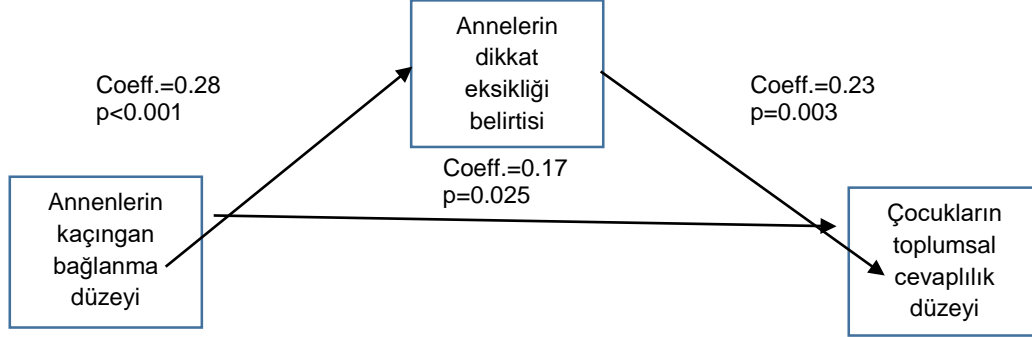 Annelerin
dikkat
eksikliği
belirtisi
Coeff.=0.28
p<0.001
Coeff.=0.23
p=0.003
Coeff.=0.17
p=0.025
Annenlerin
kaçıngan
bağlanma
düzeyi
Çocukların
toplumsal
cevaplılık
düzeyi